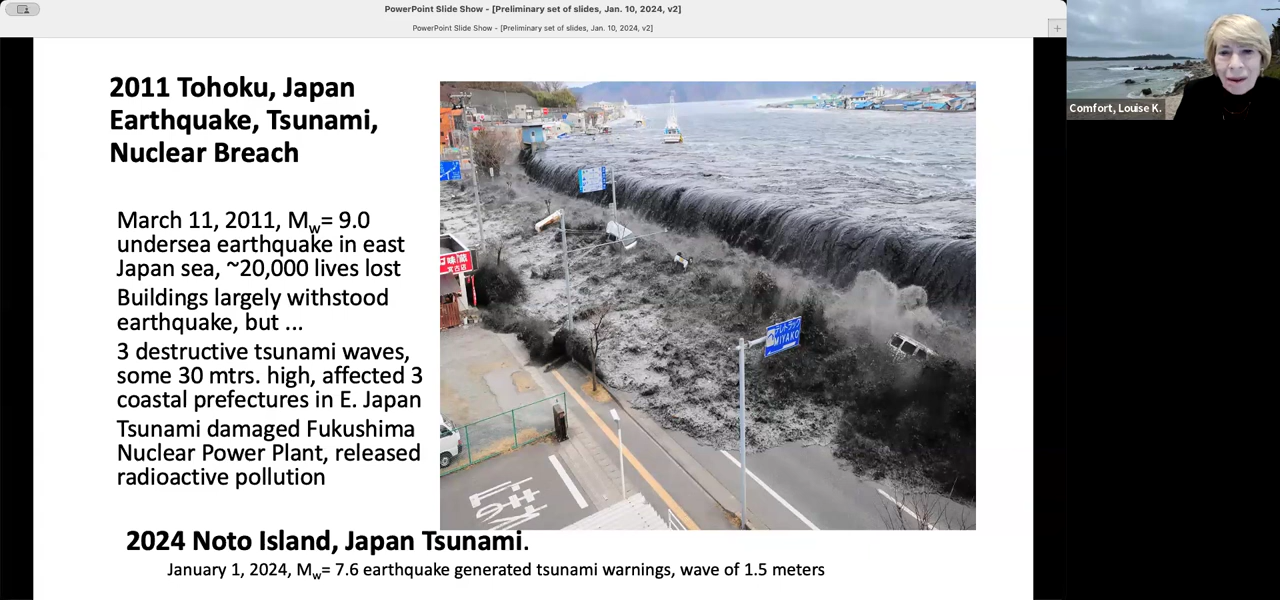 PowerPoint Slide Show - [Preliminary set of slides, Jan. 10, 2024, v2]
PowerPoint Slide Show - [Preliminary set of slides, Jan. 10, 2024, v2]
Comfort, Louise K.
2011 Tohoku, Japan
Earthquake, Tsunami,
Nuclear Breach
March 11, 2011, Mw= 9.0
undersea earthquake in east
Japan sea, ~20,000 lives lost
Buildings largely withstood
earthquake, but ...
3 destructive tsunami waves,
some 30 mtrs. high, affected 3
coastal prefectures in E. Japan
Tsunami damaged Fukushima
Nuclear Power Plant, released
radioactive pollution
MIYAKO
2024 Noto Island, Japan Tsunami.
January 1, 2024, Mw= 7.6 earthquake generated tsunami warnings, wave of 1.5 meters